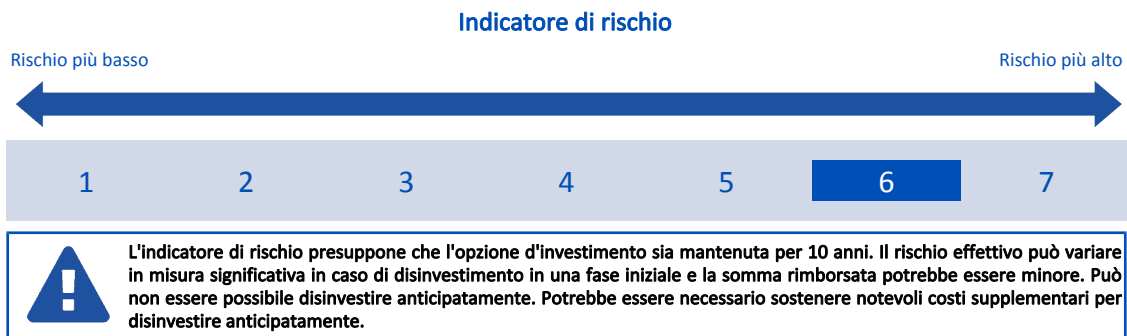 Indicatore di rischio
Rischio più basso
Rischio più alto
1 2 3 4 5 6 7
L'indicatore di rischio presuppone che l'opzione d'investimento sia mantenuta per 10 anni. Il rischio effettivo può variare
in misura significativa in caso di disinvestimento in una fase iniziale e la somma rimborsata potrebbe essere minore. Può
non essere possibile disinvestire anticipatamente. Potrebbe essere necessario sostenere notevoli costi supplementari per
disinvestire anticipatamente.